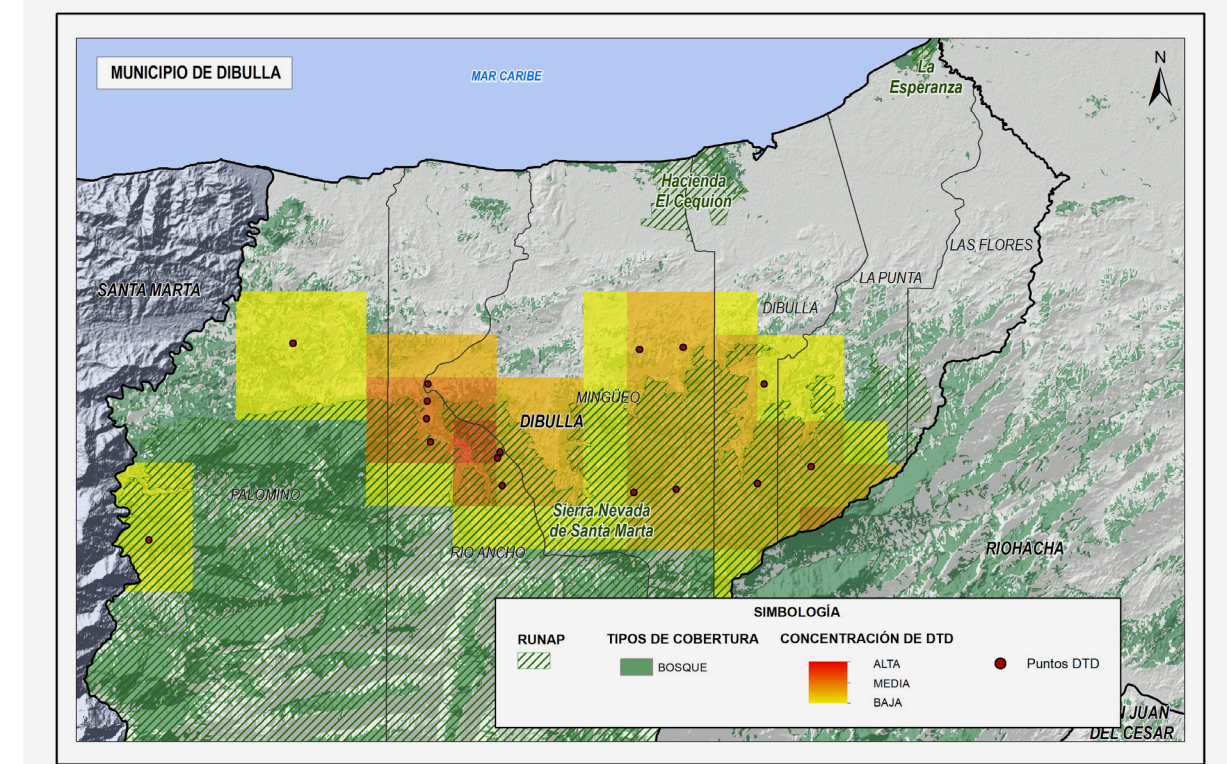 MUNICIPIO DE DIBULLA
MAR CARIBE
N
La
Esperanza
Hacienda
El Cequion
LAS FLORES
LA PUNTA
SANTA MARTA
DIBULLA
MINGÜEO
DIBULLA
PALOMINO
Sierra Nevada
de Santa Marta
RIO ANCHO
RIOHACHA
SIMBOLOGÍA
RUNAP
TIPOS DE COBERTURA
CONCENTRACIÓN DE DTD
BOSQUE
ALTA
MEDIA
BAJA
Puntos DTD
JUAN
DEL CESAR